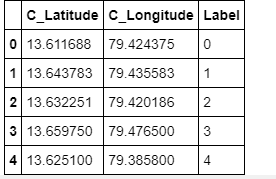 C_Latitude C_Longitude Label
0 13.611688 79.424375 0
1 13.643783 79.435583 1
2 13.632251 79.420186 2
3 13.659750 79.476500 3
4 13.625100 79.385800 4